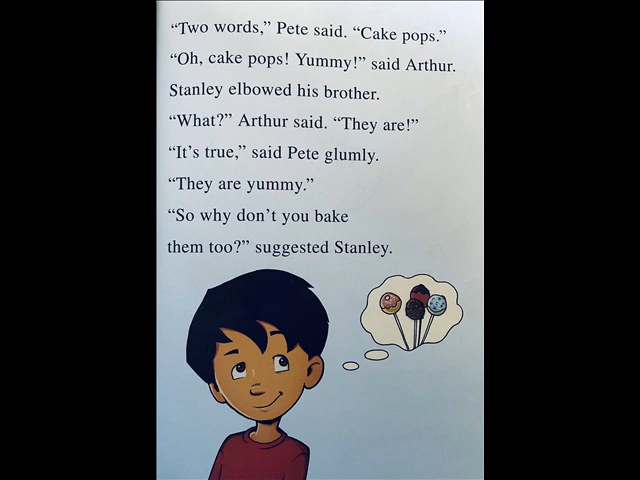 “Two words,” Pete said. “Cake pops.”
“Oh, cake pops! Yummy!” said Arthur.
Stanley elbowed his brother.
“What?” Arthur said. “They are!”
“It’s true,” said Pete glumly.
“They are yummy.”
“So why don’t you bake
them too?” suggested Stanley.